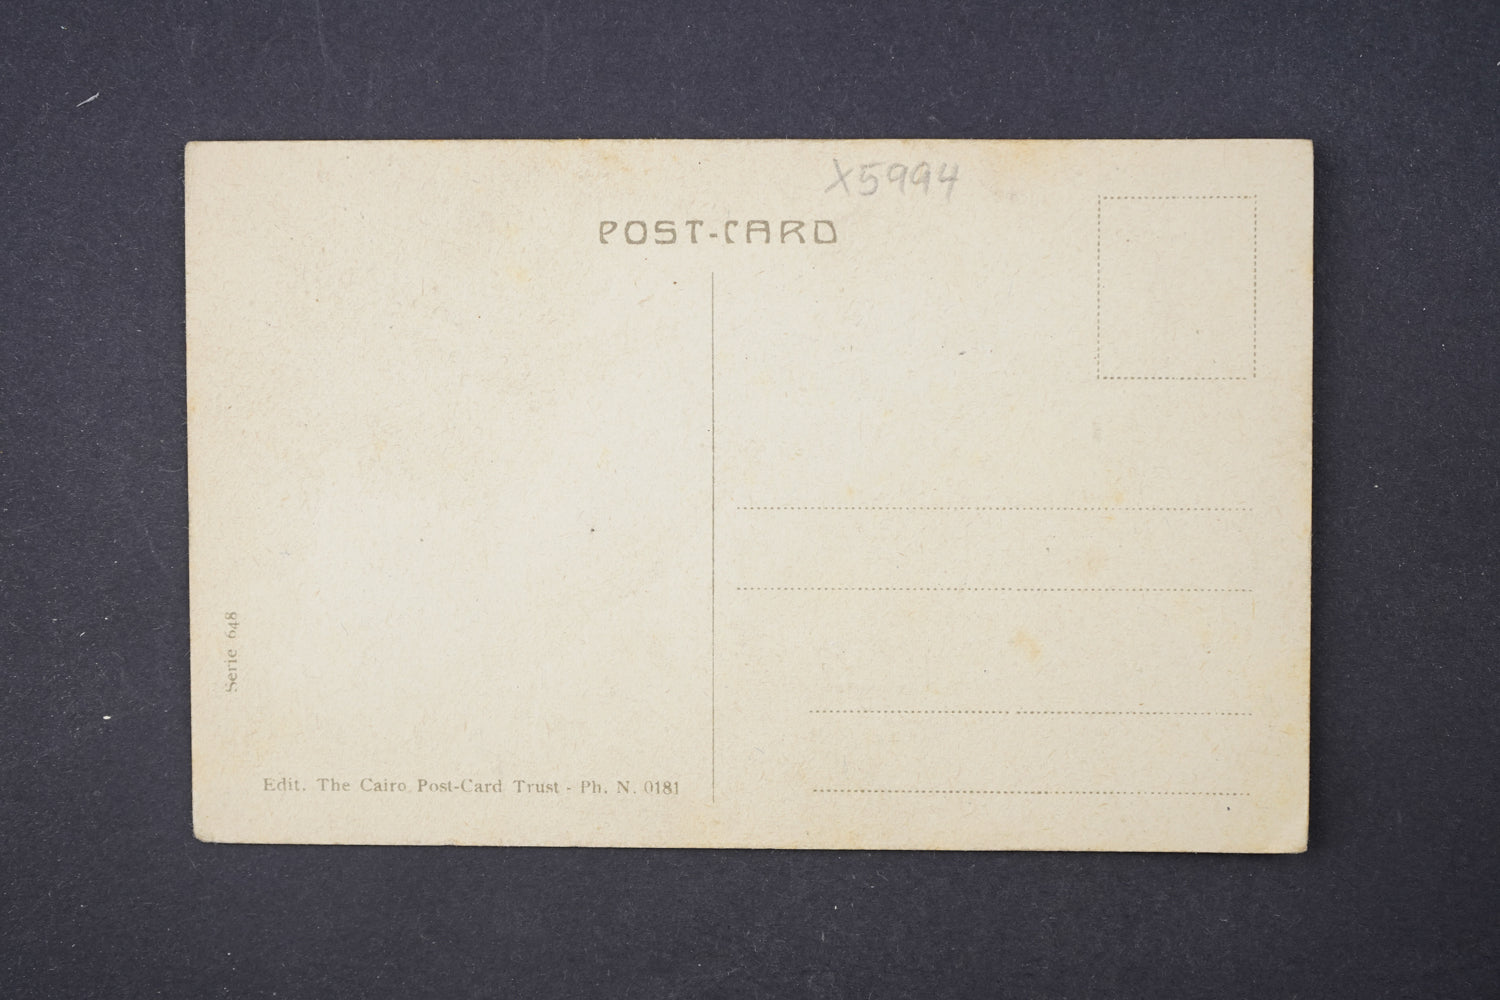 X5994
POST-CARD
Serie 648
Edit. The Cairo Post-Card Trust - Ph. N. 0181